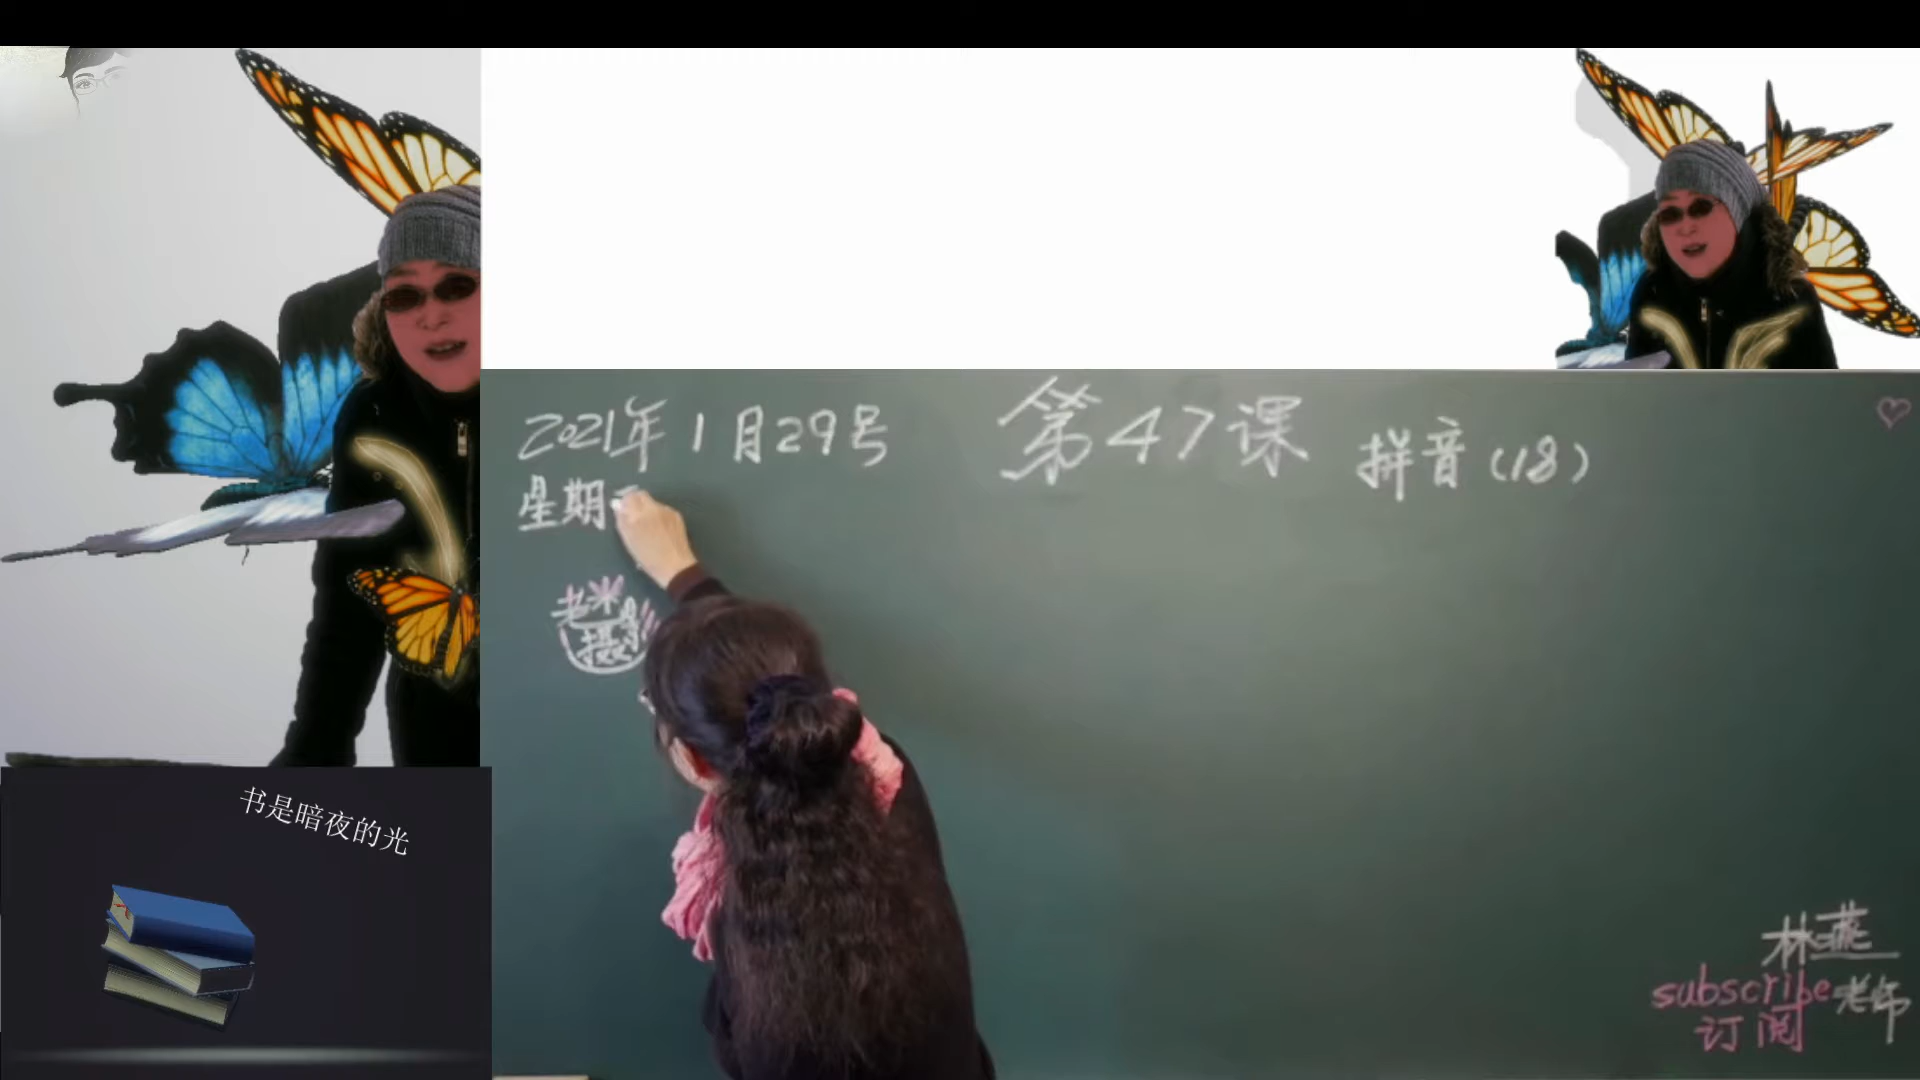 2021年1月29号
第47课
拼音(18)
星期
老米
摄影
书是暗夜的光
林燕
老师
subscribe
订阅